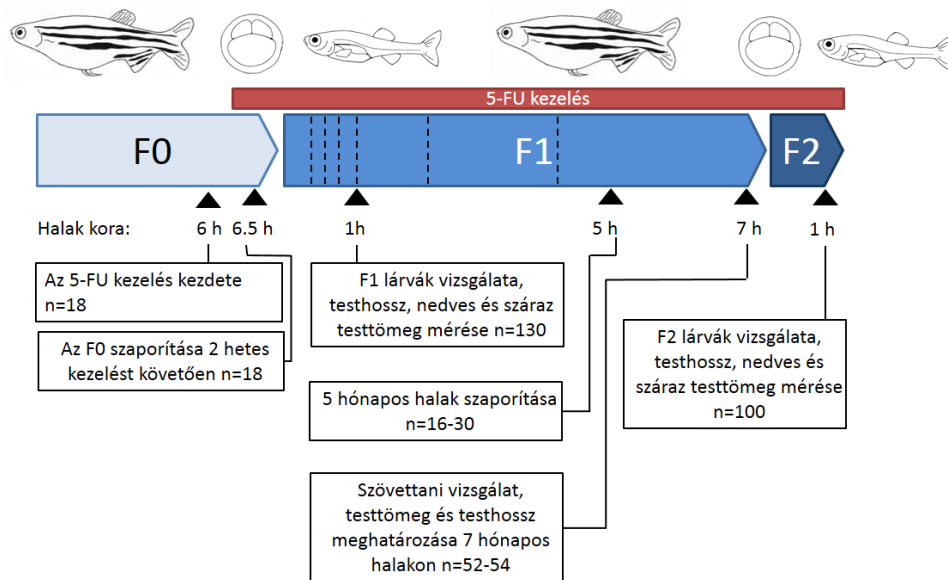 5-FU kezelés
F0
F1
F2
Halak kora:
6 h
6.5 h
1h
5 h
7 h
1 h
Az 5-FU kezelés kezdete
n=18
Az F0 szaporítása 2 hetes
kezelést követően n=18
F1 lárvák vizsgálata,
testhossz, nedves és száraz
testtömeg mérése n=130
5 hónapos halak szaporítása
n=16-30
Szövettani vizsgálat,
testtömeg és testhossz
meghatározása 7 hónapos
halakon n=52-54
F2 lárvák vizsgálata,
testhossz, nedves és
száraz testtömeg mérése
n=100